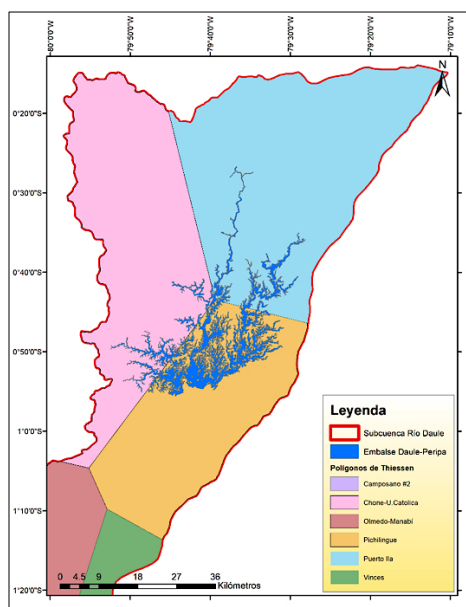 80°0'0"W 79°50'0"W 79°40'0"W 79°30'0"W 79°20'0"W 79°10'0"W
N
0°20'0"S
0°30'0"S
0°40'0"S
0°50'0"S
1°0'0"S
1°10'0"S
1°20'0"S
Leyenda
Subcuenca Río Daule
Embalse Daule-Peripa
Polígonos de Thiessen
Camposano #2
Chone-U.Catolica
Olmedo-Manabí
Pichilingue
Puerto Ila
Vinces
0 4.5 9 18 27 36
Kilómetros